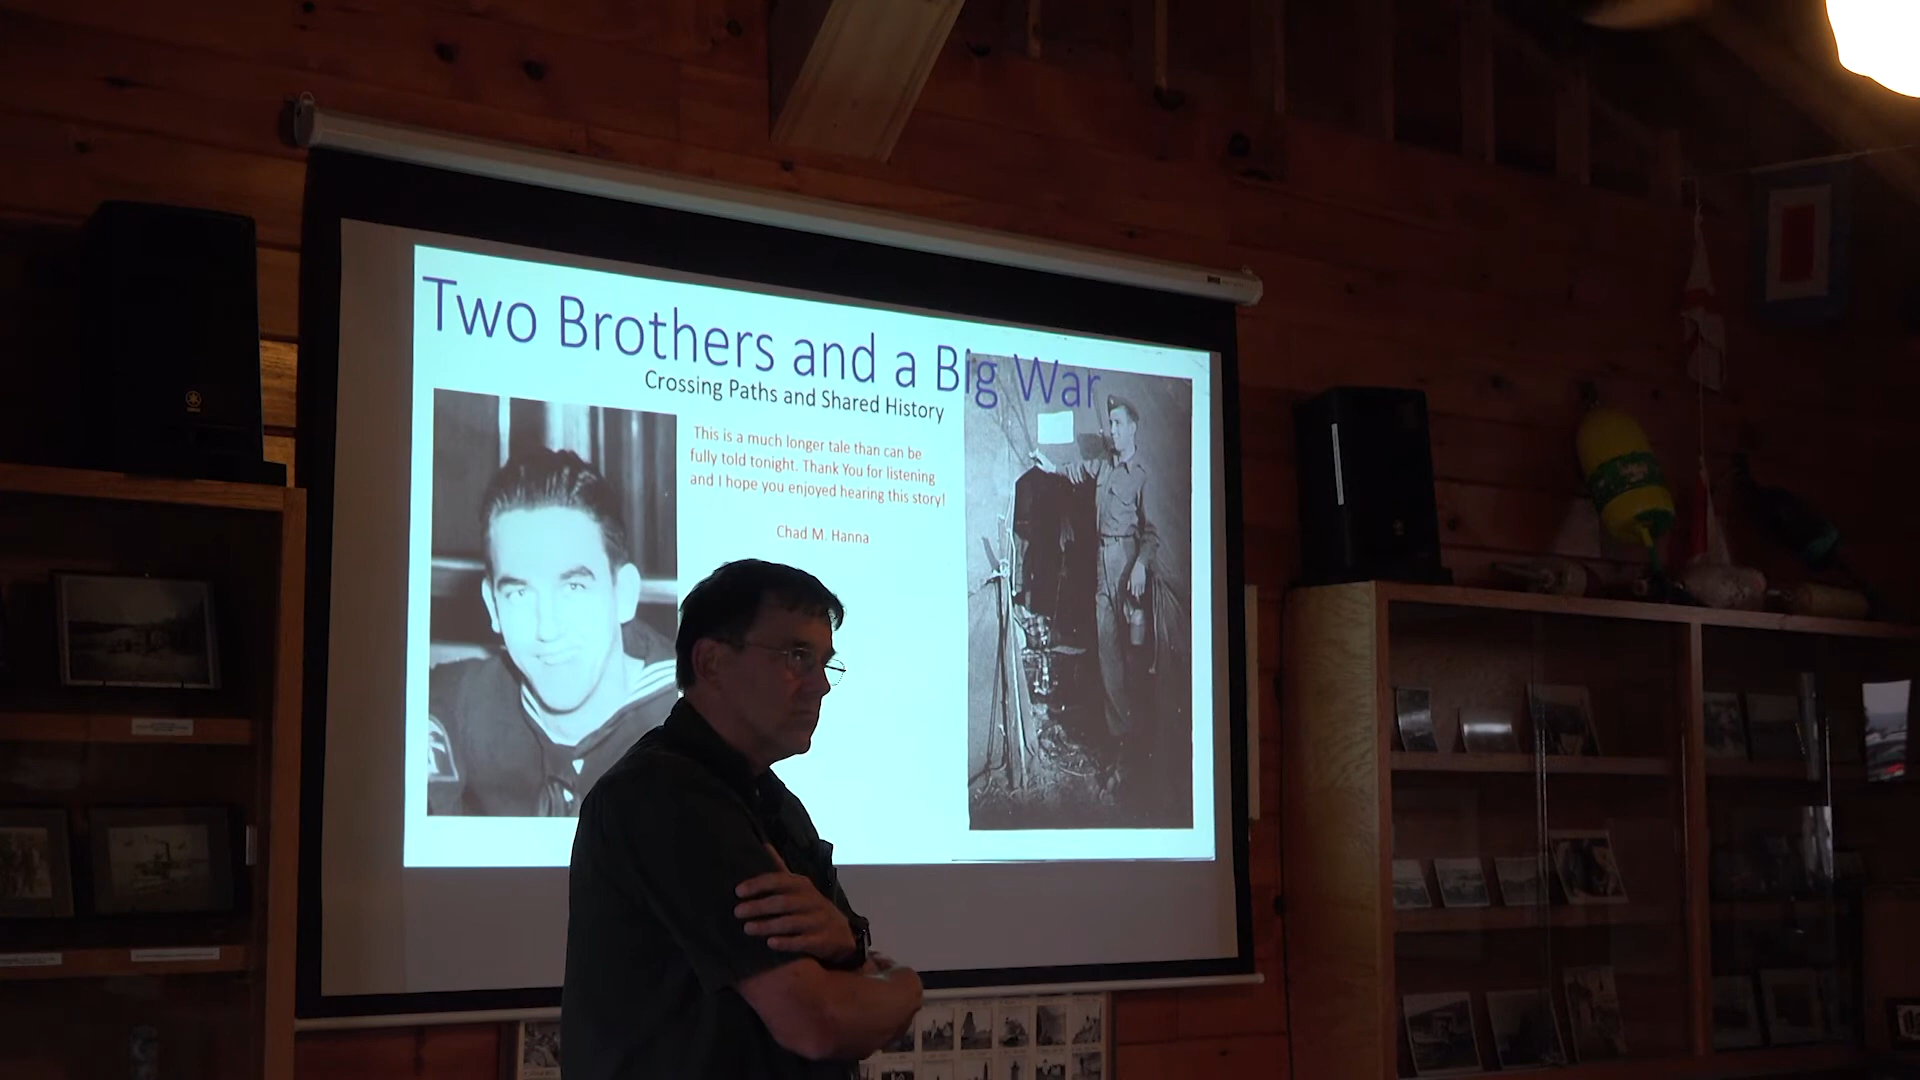 Two Brothers and a Big War
Crossing Paths and Shared History
This is a much longer tale than can be
fully told tonight. Thank You for listening
and I hope you enjoyed hearing this story!
Chad M. Hanna